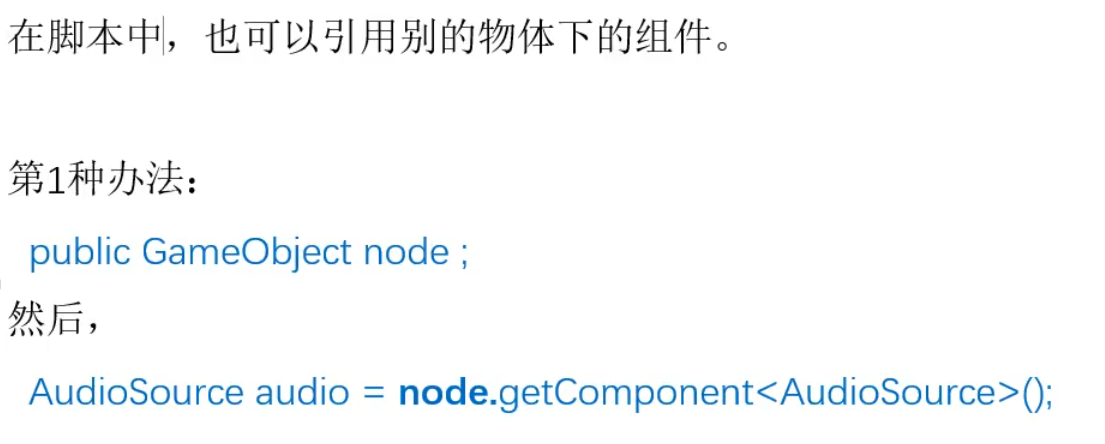 在脚本中，也可以引用别的物体下的组件。
第1种办法：
public GameObject node ;
然后，
AudioSource audio = node.getComponent<AudioSource>();